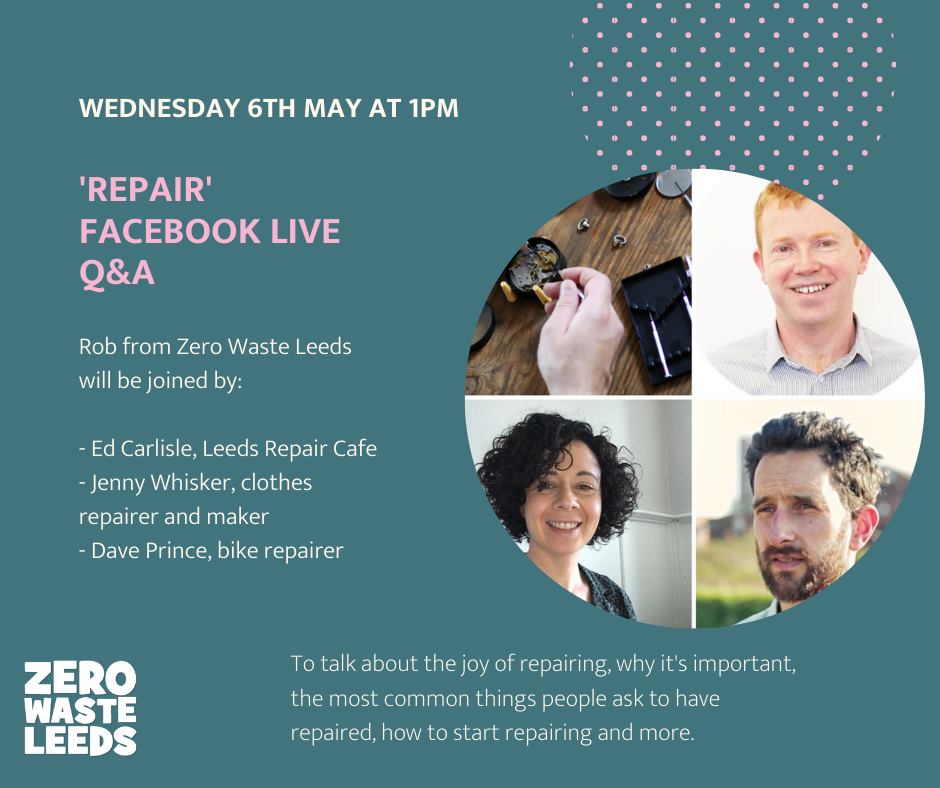 WEDNESDAY 6TH MAY AT 1PM
'REPAIR'
FACEBOOK LIVE
Q&A
Rob from Zero Waste Leeds
will be joined by:
- Ed Carlisle, Leeds Repair Cafe
- Jenny Whisker, clothes
repairer and maker
- Dave Prince, bike repairer
To talk about the joy of repairing, why it's important,
the most common things people ask to have
repaired, how to start repairing and more.
ZERO
WASTE
LEEDS